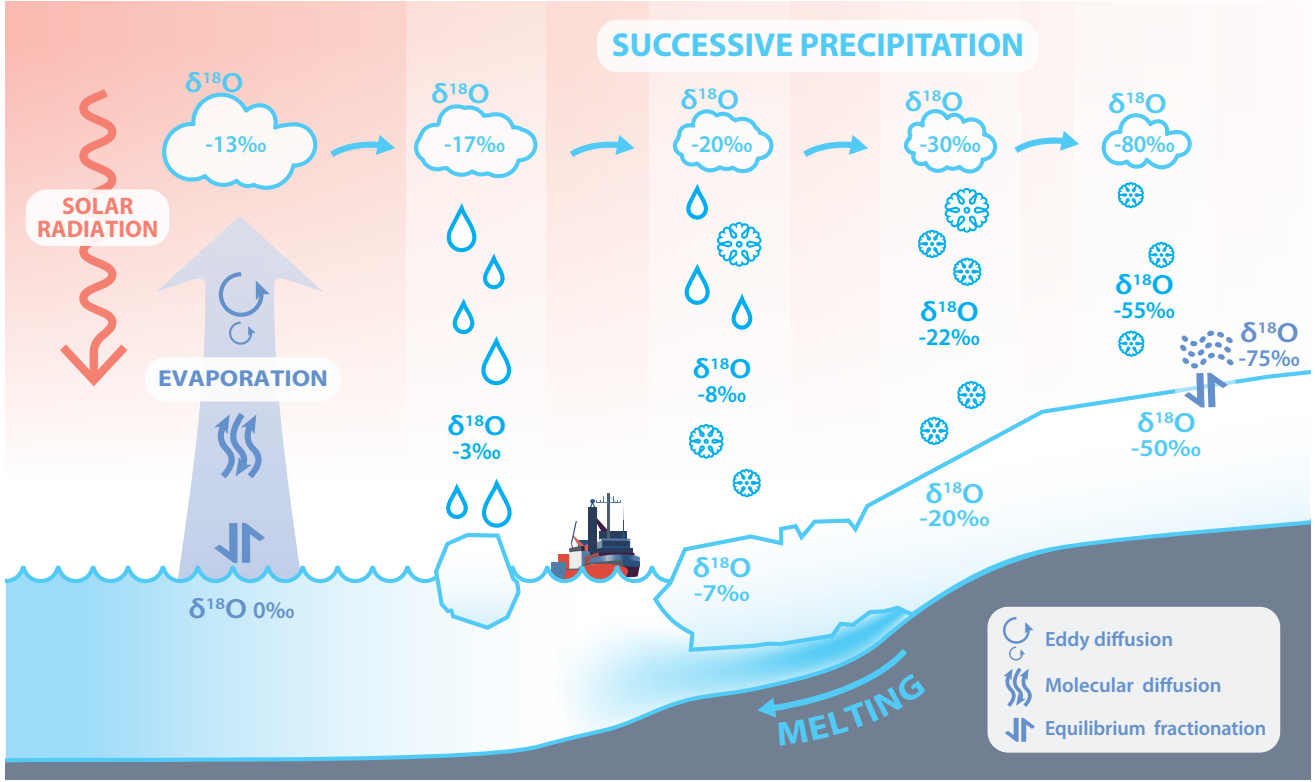 SUCCESSIVE PRECIPITATION
δ¹⁸O
-13‰
δ¹⁸O
-17‰
δ¹⁸O
-20‰
δ¹⁸O
-30‰
δ¹⁸O
-80‰
SOLAR
RADIATION
EVAPORATION
δ¹⁸O
-3‰
δ¹⁸O
-8‰
δ¹⁸O
-22‰
δ¹⁸O
-55‰
δ¹⁸O
-75‰
δ¹⁸O
-50‰
δ¹⁸O
-20‰
δ¹⁸O
-7‰
δ¹⁸O 0‰
MELTING
Eddy diffusion
Molecular diffusion
Equilibrium fractionation